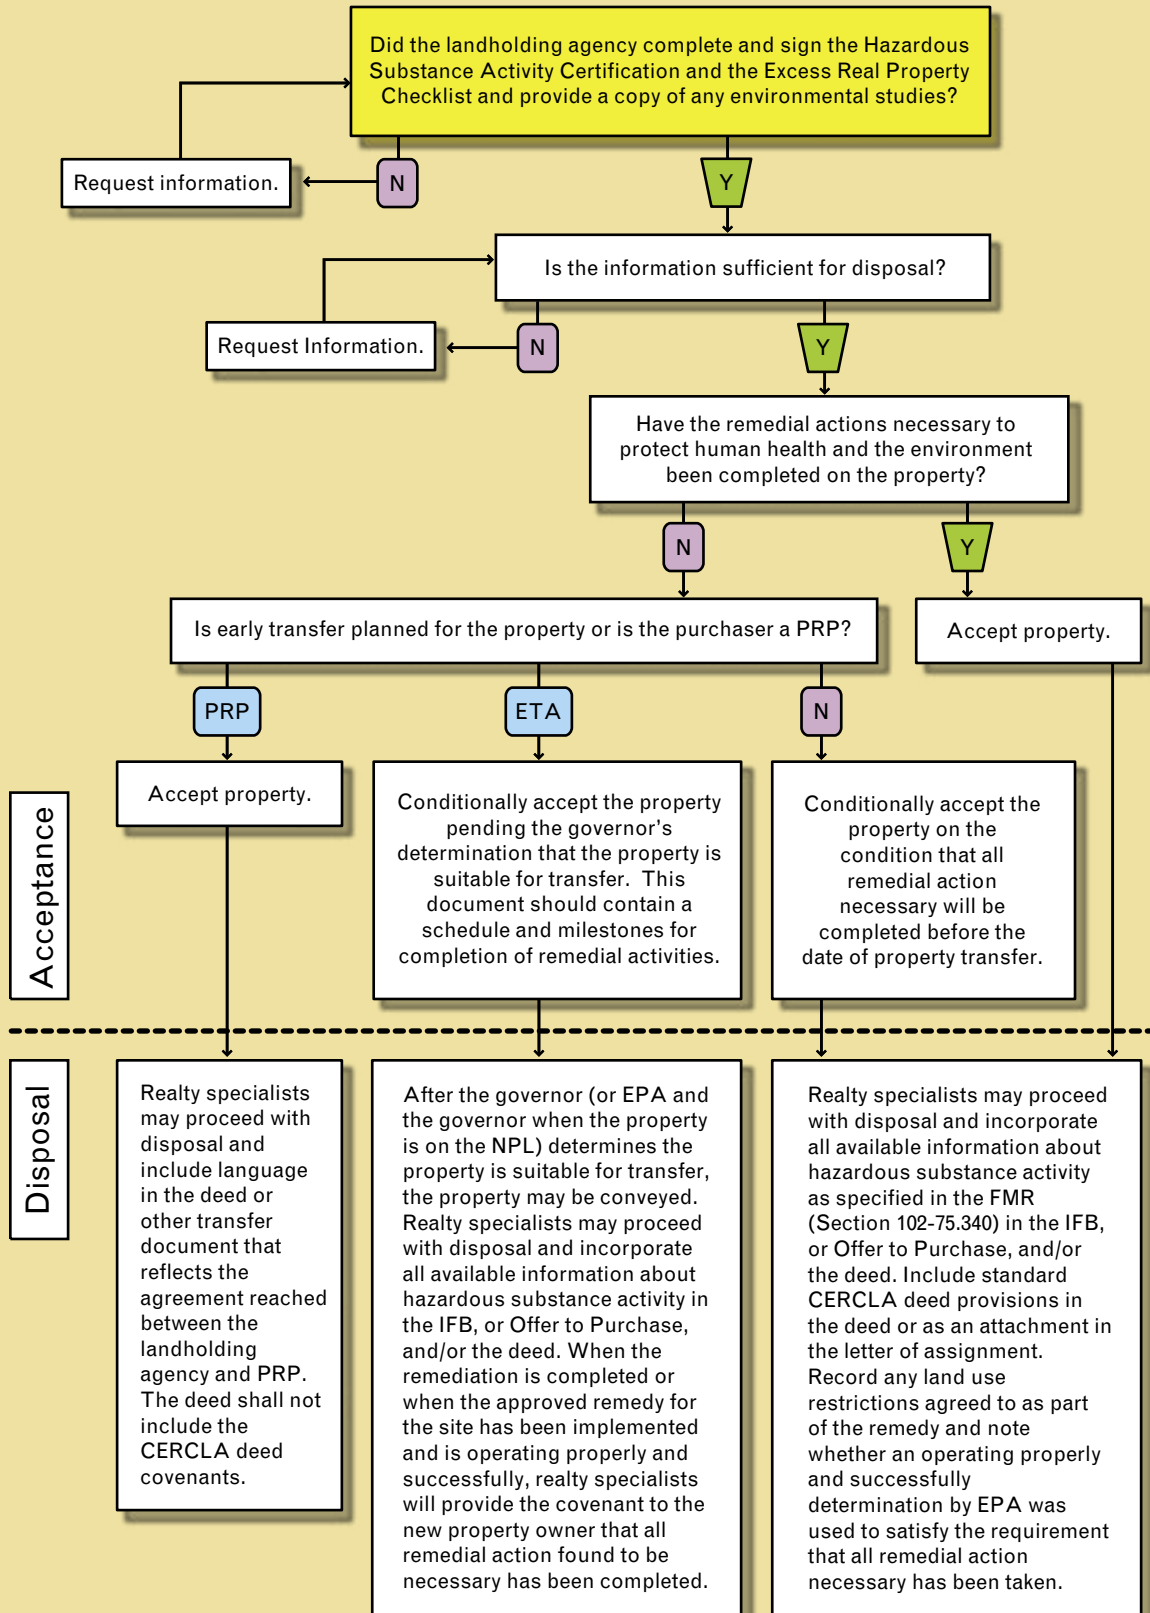 Did the landholding agency complete and sign the Hazardous
Substance Activity Certification and the Excess Real Property
Checklist and provide a copy of any environmental studies?
Request information.
N
Y
Is the information sufficient for disposal?
Request Information.
N
Y
Have the remedial actions necessary to
protect human health and the environment
been completed on the property?
N
Y
Is early transfer planned for the property or is the purchaser a PRP?
Accept property.
PRP
ETA
N
Acceptance
Accept property.
Conditionally accept the property
pending the governor's
determination that the property is
suitable for transfer. This
document should contain a
schedule and milestones for
completion of remedial activities.
Conditionally accept the
property on the
condition that all
remedial action
necessary will be
completed before the
date of property transfer.
Disposal
Realty specialists
may proceed with
disposal and
include language
in the deed or
other transfer
document that
reflects the
agreement reached
between the
landholding
agency and PRP.
The deed shall not
include the
CERCLA deed
covenants.
After the governor (or EPA and
the governor when the property
is on the NPL) determines the
property is suitable for transfer,
the property may be conveyed.
Realty specialists may proceed
with disposal and incorporate
all available information about
hazardous substance activity in
the IFB, or Offer to Purchase,
and/or the deed. When the
remediation is completed or
when the approved remedy for
the site has been implemented
and is operating properly and
successfully, realty specialists
will provide the covenant to the
new property owner that all
remedial action found to be
necessary has been completed.
Realty specialists may proceed
with disposal and incorporate
all available information about
hazardous substance activity
as specified in the FMR
(Section 102-75.340) in the IFB,
or Offer to Purchase, and/or
the deed. Include standard
CERCLA deed provisions in
the deed or as an attachment in
the letter of assignment.
Record any land use
restrictions agreed to as part
of the remedy and note
whether an operating properly
and successfully
determination by EPA was
used to satisfy the requirement
that all remedial action
necessary has been taken.